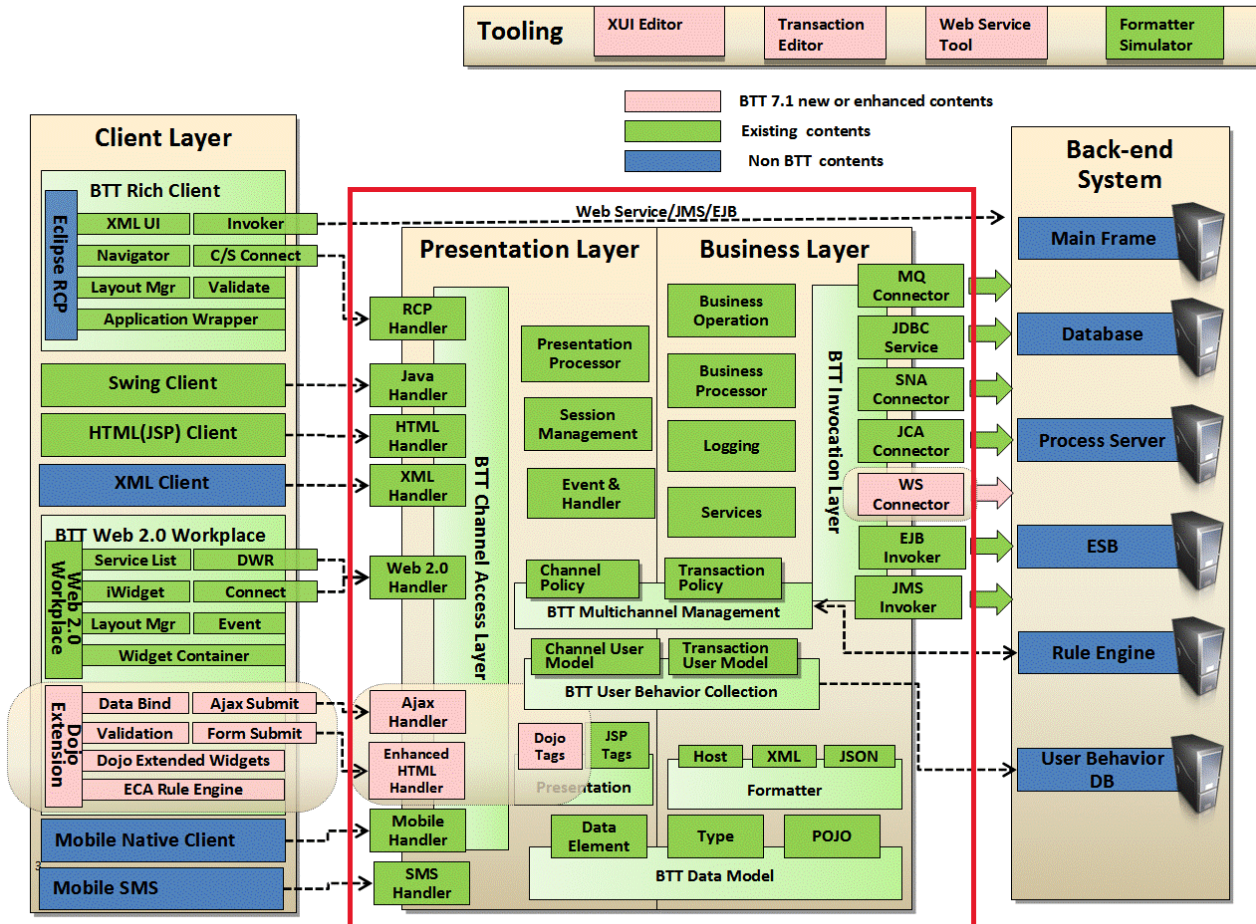 Tooling
XUI Editor
Transaction
Editor
Web Service
Tool
Formatter
Simulator
BTT 7.1 new or enhanced contents
Existing contents
Non BTT contents
Client Layer
BTT Rich Client
Eclipse RCP
XML UI
Invoker
Navigator
C/S Connect
Layout Mgr
Validate
Application Wrapper
Swing Client
HTML(JSP) Client
XML Client
BTT Web 2.0 Workplace
Web 2.0
Workplace
Service List
DWR
iWidget
Connect
Layout Mgr
Event
Widget Container
Dojo
Extension
Data Bind
Ajax Submit
Validation
Form Submit
Dojo Extended Widgets
ECA Rule Engine
Mobile Native Client
3
Mobile SMS
Web Service/JMS/EJB
Presentation Layer
Business Layer
RCP
Handler
Java
Handler
HTML
Handler
XML
Handler
Web 2.0
Handler
Ajax
Handler
Enhanced
HTML
Handler
Mobile
Handler
SMS
Handler
BTT Channel Access Layer
Presentation
Processor
Session
Management
Event &
Handler
Business
Operation
Business
Processor
Logging
Services
Channel
Policy
Transaction
Policy
BTT Multichannel Management
Channel User
Model
Transaction
User Model
BTT User Behavior Collection
Dojo
Tags
JSP
Tags
Presentation
Host
XML
JSON
Formatter
Data
Element
Type
POJO
BTT Data Model
BTT Invocation Layer
MQ
Connector
JDBC
Service
SNA
Connector
JCA
Connector
WS
Connector
EJB
Invoker
JMS
Invoker
Back-end
System
Main Frame
Database
Process Server
ESB
Rule Engine
User Behavior
DB